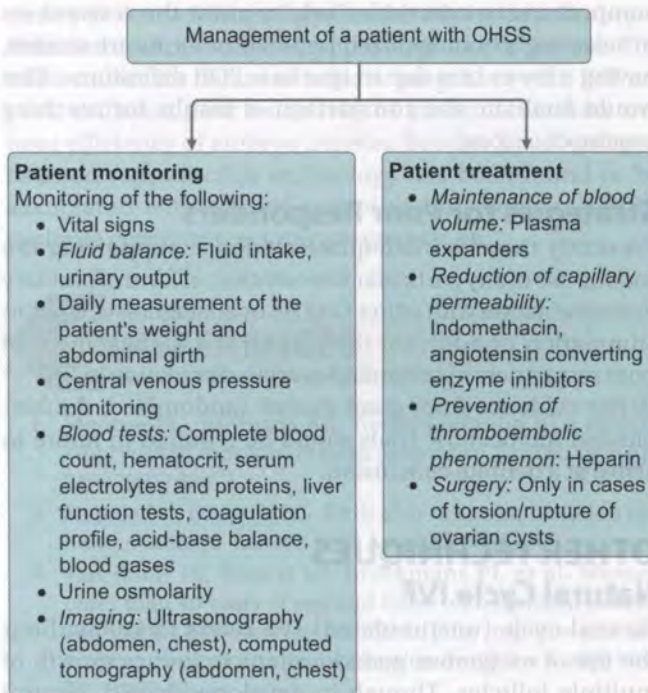 Management of a patient with OHSS
Patient monitoring
Monitoring of the following:
• Vital signs
• Fluid balance: Fluid intake,
urinary output
• Daily measurement of the
patient's weight and
abdominal girth
• Central venous pressure
monitoring
• Blood tests: Complete blood
count, hematocrit, serum
electrolytes and proteins, liver
function tests, coagulation
profile, acid-base balance,
blood gases
• Urine osmolarity
• Imaging: Ultrasonography
(abdomen, chest), computed
tomography (abdomen, chest)
Patient treatment
• Maintenance of blood
volume: Plasma
expanders
• Reduction of capillary
permeability:
Indomethacin,
angiotensin converting
enzyme inhibitors
• Prevention of
thromboembolic
phenomenon: Heparin
• Surgery: Only in cases
of torsion/rupture of
ovarian cysts
OTHER TECHNIQUES
Natural Cycle IVF